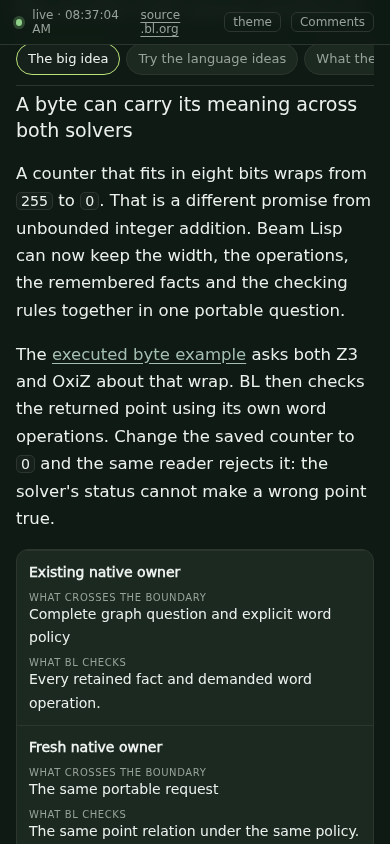 live · 08:37:04 AM
source .bl.org
theme
Comments
The big idea
Try the language ideas
What the
A byte can carry its meaning across
both solvers
A counter that fits in eight bits wraps from
255 to 0. That is a different promise from
unbounded integer addition. Beam Lisp
can now keep the width, the operations,
the remembered facts and the checking
rules together in one portable question.
The executed byte example asks both Z3
and OxiZ about that wrap. BL then checks
the returned point using its own word
operations. Change the saved counter to
0 and the same reader rejects it: the
solver's status cannot make a wrong point
true.
Existing native owner
WHAT CROSSES THE BOUNDARY
Complete graph question and explicit word
policy
WHAT BL CHECKS
Every retained fact and demanded word
operation.
Fresh native owner
WHAT CROSSES THE BOUNDARY
The same portable request
WHAT BL CHECKS
The same point relation under the same policy.